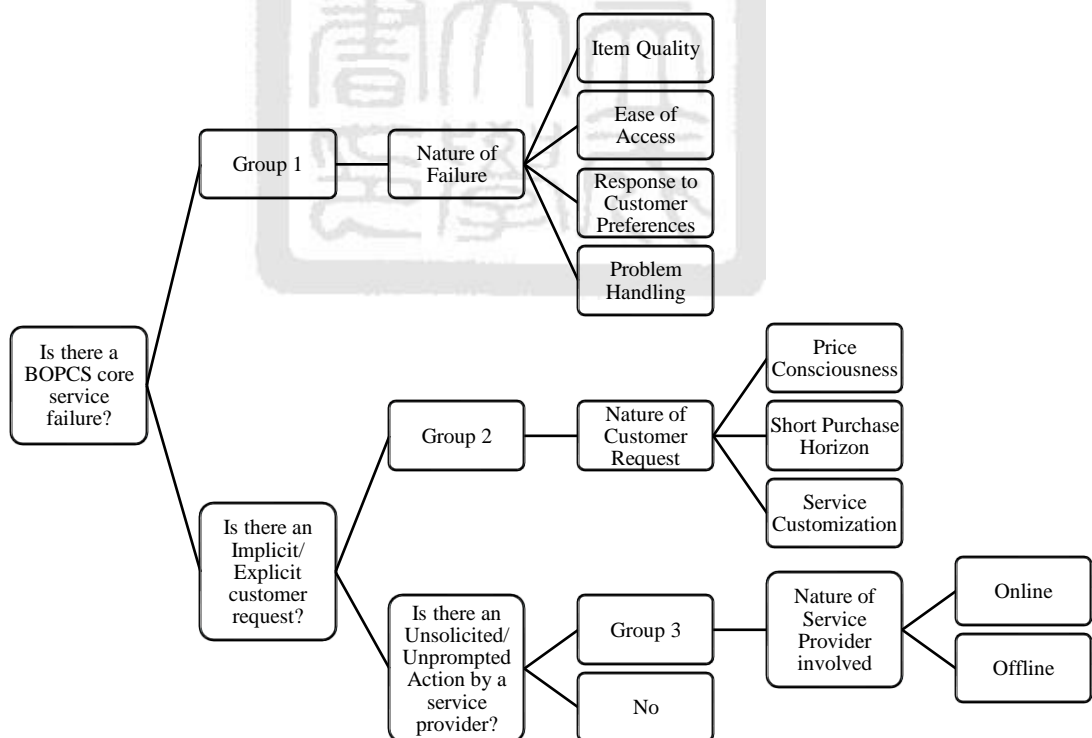 Item Quality
Ease of
Access
Group 1
Nature of
Failure
Response to
Customer
Preferences
Problem
Handling
Is there a
BOPCS core
service
failure?
Price
Consciousness
Group 2
Nature of
Customer
Request
Short Purchase
Horizon
Service
Customization
Is there an
Implicit/
Explicit
customer
request?
Is there an
Unsolicited/
Unprompted
Action by a
service
provider?
Group 3
No
Nature of
Service
Provider
involved
Online
Offline